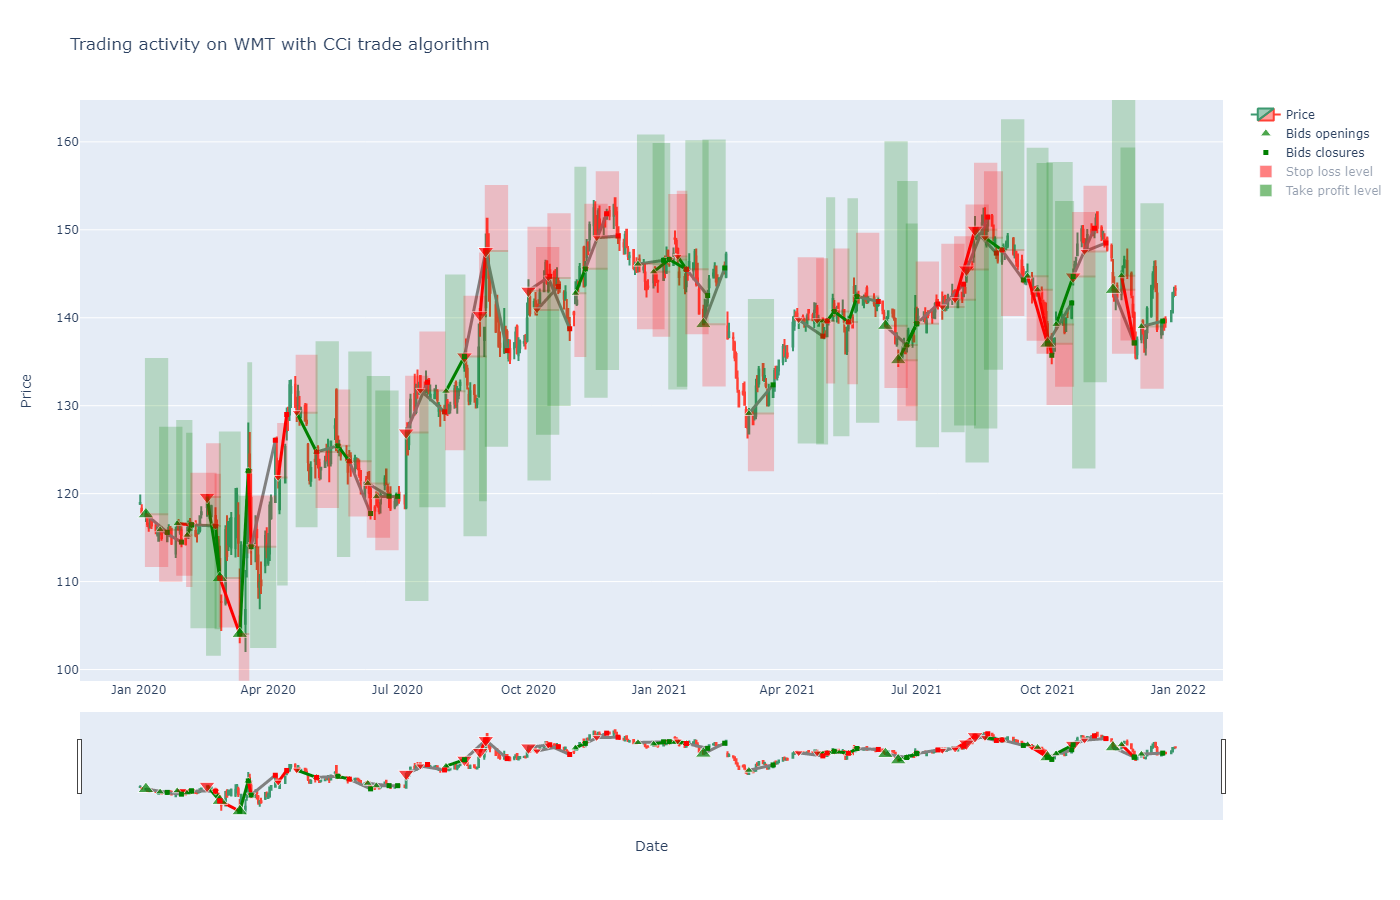 Trading activity on WMT with CCi trade algorithm
Price
Bids openings
Bids closures
Stop loss level
Take profit level
Price
160
150
140
130
120
110
100
Jan 2020
Apr 2020
Jul 2020
Oct 2020
Jan 2021
Apr 2021
Jul 2021
Oct 2021
Jan 2022
Date